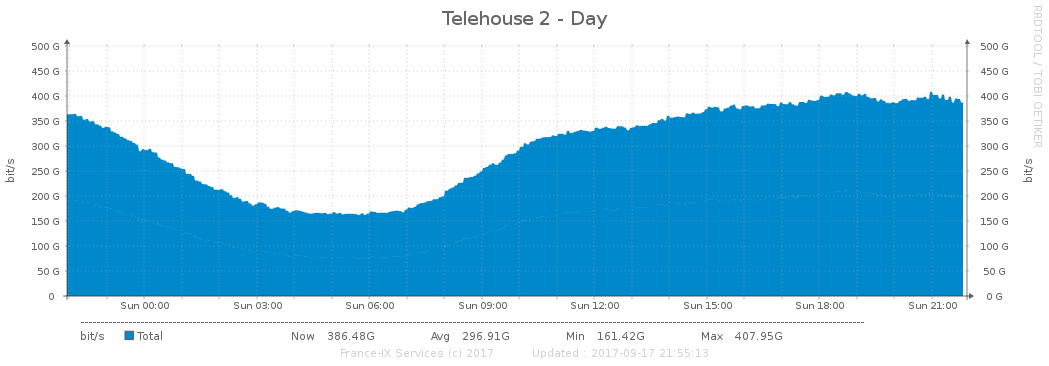 Telehouse 2 - Day
RRDTOOL / TOBI OETIKER
bit/s
500 G
450 G
400 G
350 G
300 G
250 G
200 G
150 G
100 G
50 G
0
500 G
450 G
400 G
350 G
300 G
250 G
200 G
150 G
100 G
50 G
0 G
bit/s
Sun 00:00 Sun 03:00 Sun 06:00 Sun 09:00 Sun 12:00 Sun 15:00 Sun 18:00 Sun 21:00
bit/s Total Now 386.48G Avg 296.91G Min 161.42G Max 407.95G
France-IX Services (c) 2017 Updated : 2017-09-17 21:55:13